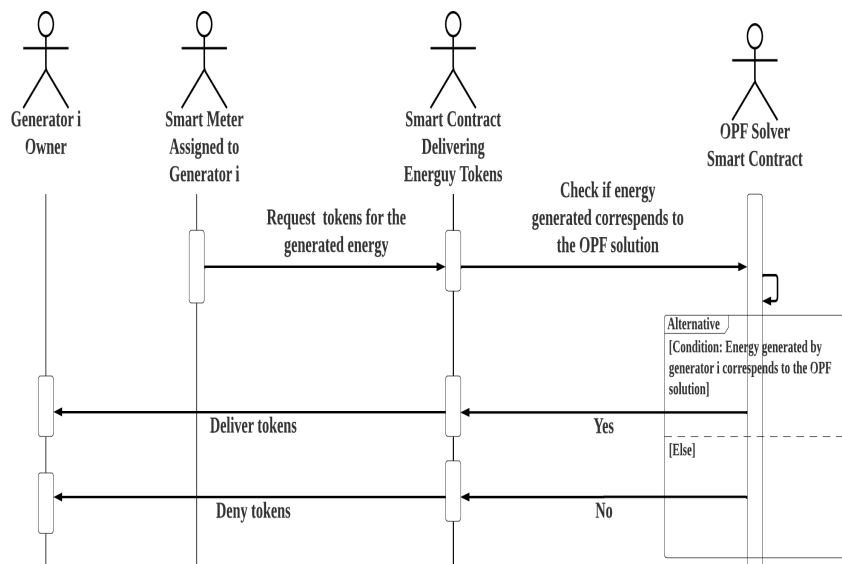 Generator i
Owner
Smart Meter
Assigned to
Generator i
Smart Contract
Delivering
Energuy Tokens
OPF Solver
Smart Contract
Request tokens for the
generated energy
Check if energy
generated corresponds to
the OPF solution
Alternative
[Condition: Energy generated by
generator i corresponds to the OPF
solution]
Deliver tokens
Yes
[Else]
Deny tokens
No